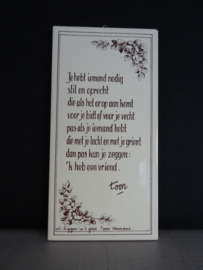 Je hebt iemand nodig
stil en oprecht
die als het erop aan komt
voor je bidt of voor je vecht
pas als je iemand hebt
die met je lacht en met je grient
dan pas kan je zeggen:
'k heb een vriend.
toon
Toon Hermans